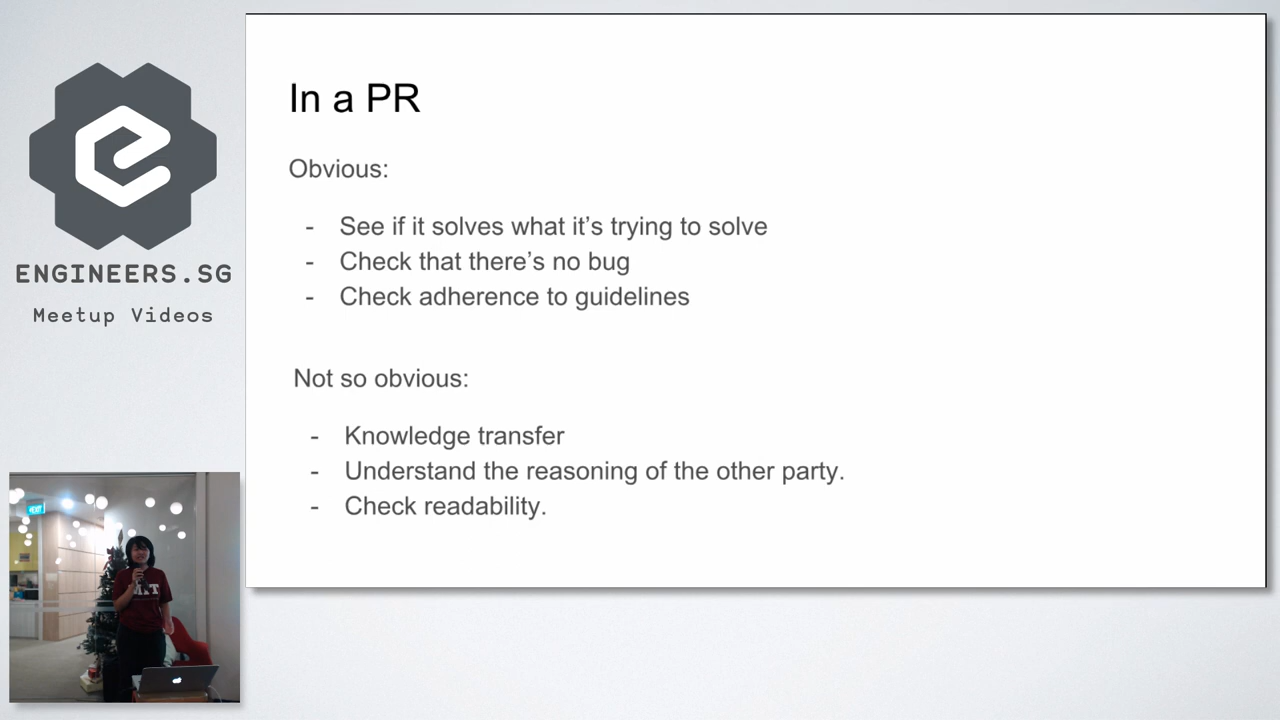 ENGINEERS.SG
Meetup Videos
In a PR
Obvious:
- See if it solves what it's trying to solve
- Check that there's no bug
- Check adherence to guidelines
Not so obvious:
- Knowledge transfer
- Understand the reasoning of the other party.
- Check readability.
EXIT